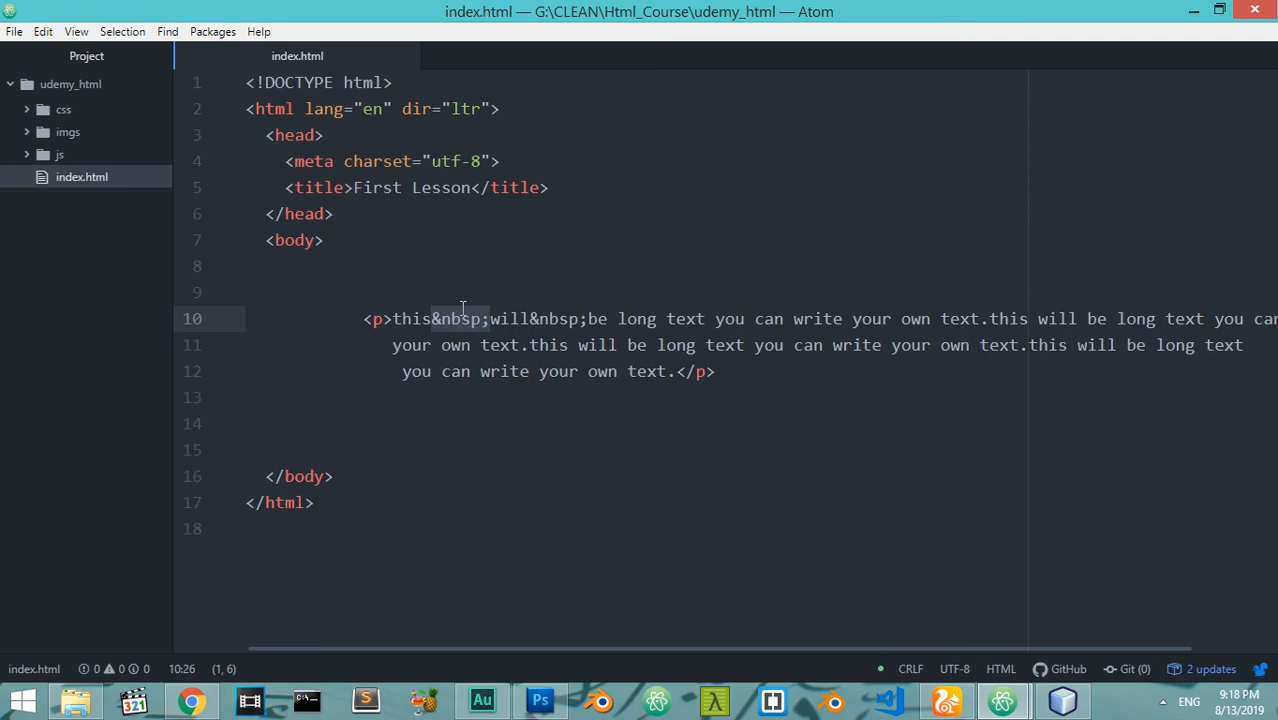 index.html — G:\CLEAN\Html_Course\udemy_html — Atom
File Edit View Selection Find Packages Help
Project
index.html
udemy_html
css
imgs
js
index.html
1 <!DOCTYPE html>
2 <html lang="en" dir="ltr">
3 <head>
4 <meta charset="utf-8">
5 <title>First Lesson</title>
6 </head>
7 <body>
8
9
10 <p>this&nbsp;will&nbsp;be long text you can write your own text.this will be long text you can
11 your own text.this will be long text you can write your own text.this will be long text
12 you can write your own text.</p>
13
14
15
16 </body>
17 </html>
18
index.html 0 0 0 10:26 (1, 6) CRLF UTF-8 HTML GitHub Git (0) 2 updates
321 S Au Ps λ
ENG
9:18 PM
8/13/2019